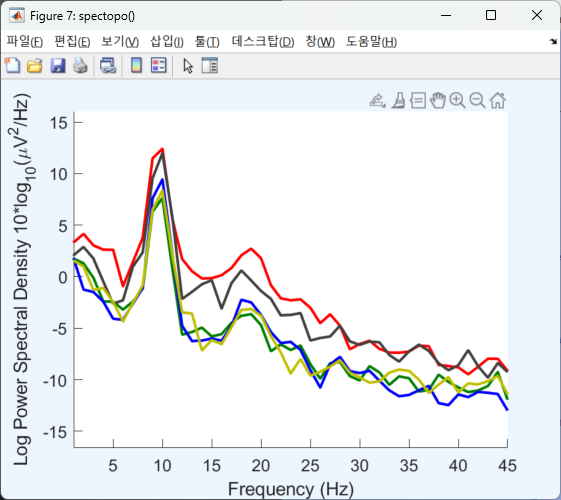 Figure 7: spectopo()
파일(F) 편집(E) 보기(V) 삽입(I) 툴(T) 데스크탑(D) 창(W) 도움말(H)
Log Power Spectral Density 10*log10(μV2/Hz)
15
10
5
0
-5
-10
-15
5 10 15 20 25 30 35 40 45
Frequency (Hz)